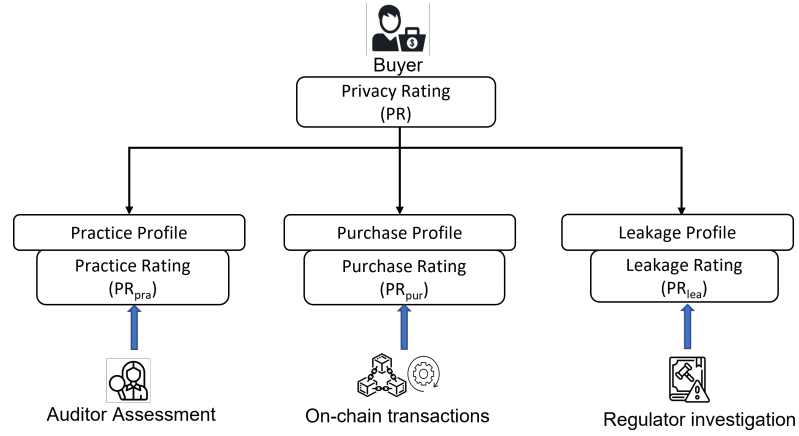 $
Buyer
Privacy Rating
(PR)
Practice Profile
Purchase Profile
Leakage Profile
Practice Rating
(PRpra)
Purchase Rating
(PRpur)
Leakage Rating
(PRlea)
Auditor Assessment
On-chain transactions
Regulator investigation